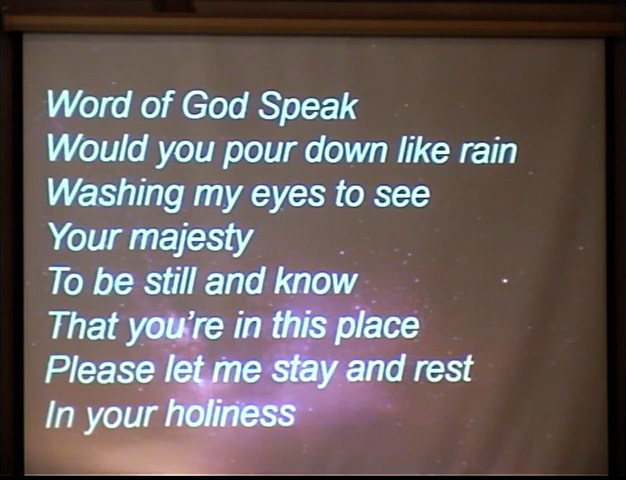 Word of God Speak
Would you pour down like rain
Washing my eyes to see
Your majesty
To be still and know
That you're in this place
Please let me stay and rest
In your holiness